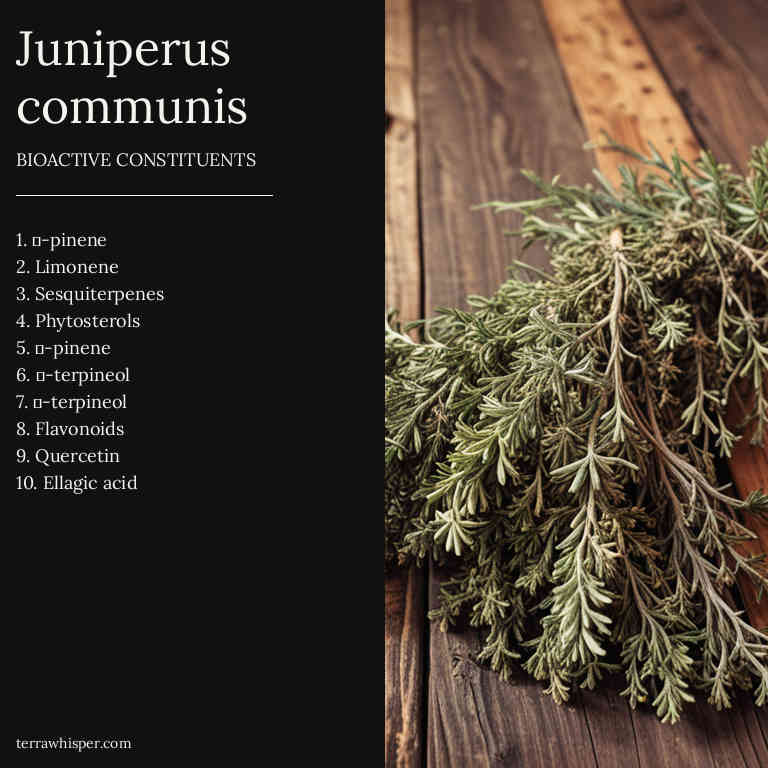 Juniperus
communis
BIOACTIVE CONSTITUENTS
1. □-pinene
2. Limonene
3. Sesquiterpenes
4. Phytosterols
5. □-pinene
6. □-terpineol
7. □-terpineol
8. Flavonoids
9. Quercetin
10. Ellagic acid
terrawhisper.com